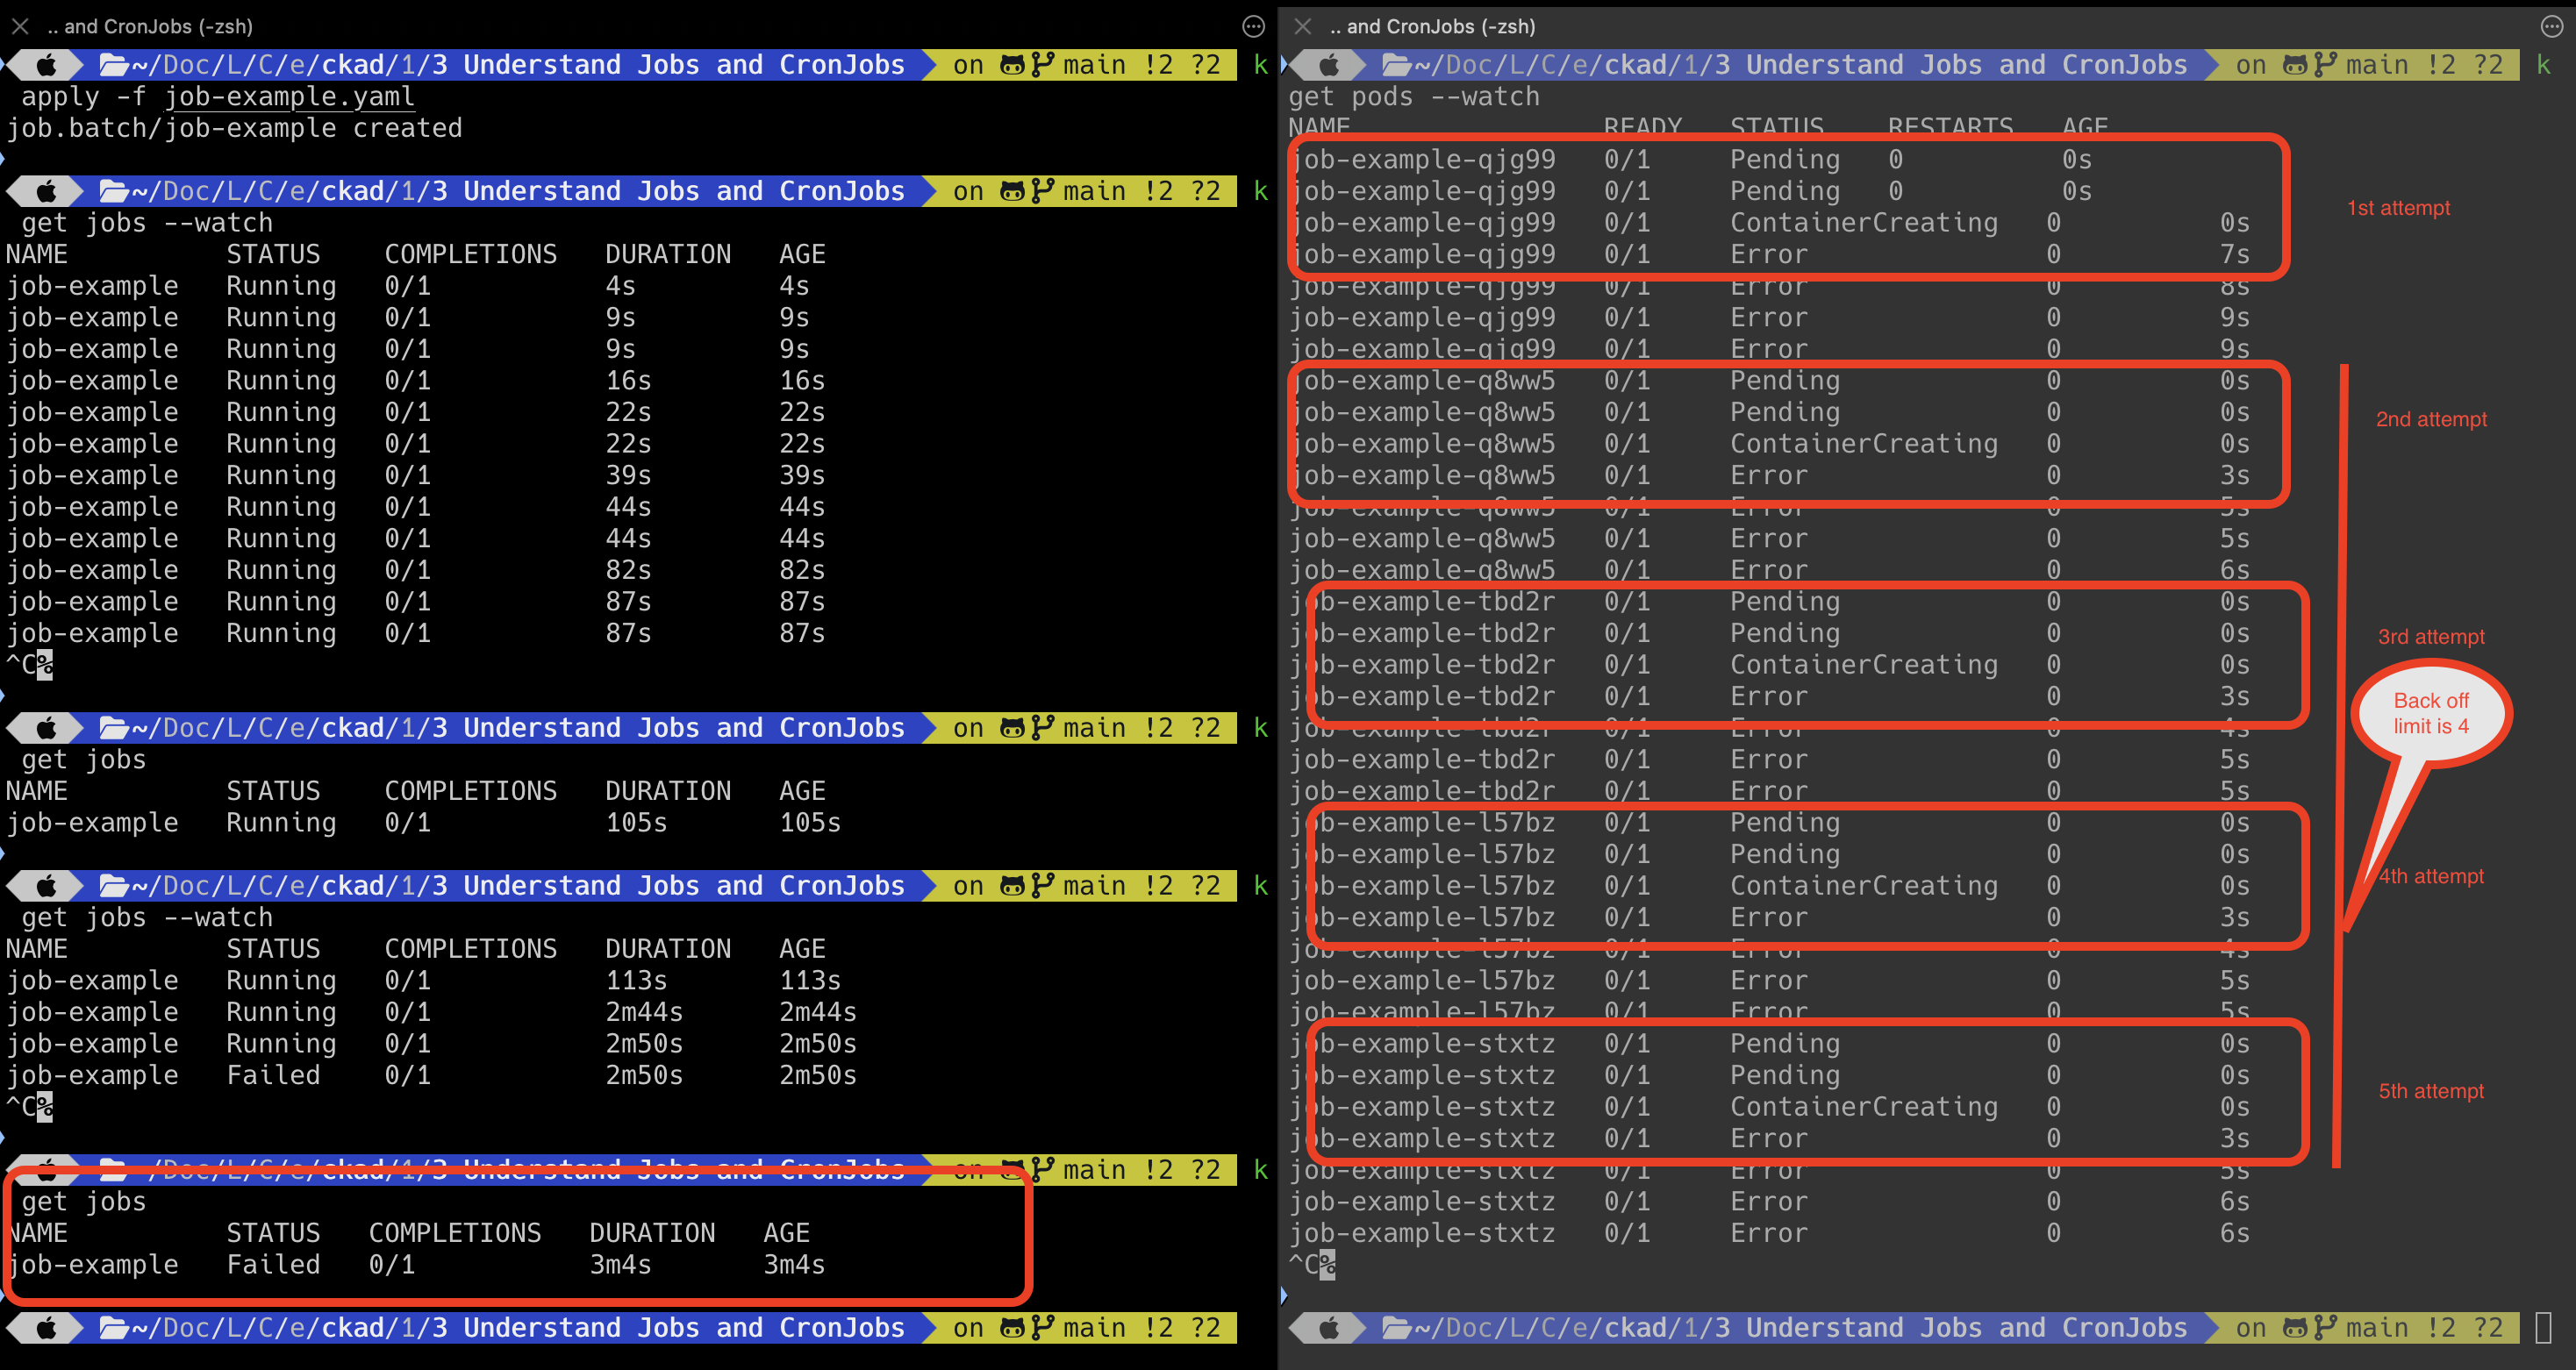 .. and CronJobs (-zsh)
~/Doc/L/C/e/ckad/1/3 Understand Jobs and CronJobs on main !2 ?2 k
apply -f job-example.yaml
job.batch/job-example created
~/Doc/L/C/e/ckad/1/3 Understand Jobs and CronJobs on main !2 ?2 k
get jobs --watch
NAME STATUS COMPLETIONS DURATION AGE
job-example Running 0/1 4s 4s
job-example Running 0/1 9s 9s
job-example Running 0/1 9s 9s
job-example Running 0/1 16s 16s
job-example Running 0/1 22s 22s
job-example Running 0/1 22s 22s
job-example Running 0/1 39s 39s
job-example Running 0/1 44s 44s
job-example Running 0/1 44s 44s
job-example Running 0/1 82s 82s
job-example Running 0/1 87s 87s
job-example Running 0/1 87s 87s
^C%
~/Doc/L/C/e/ckad/1/3 Understand Jobs and CronJobs on main !2 ?2 k
get jobs
NAME STATUS COMPLETIONS DURATION AGE
job-example Running 0/1 105s 105s
~/Doc/L/C/e/ckad/1/3 Understand Jobs and CronJobs on main !2 ?2 k
get jobs --watch
NAME STATUS COMPLETIONS DURATION AGE
job-example Running 0/1 113s 113s
job-example Running 0/1 2m44s 2m44s
job-example Running 0/1 2m50s 2m50s
job-example Failed 0/1 2m50s 2m50s
^C%
~/Doc/L/C/e/ckad/1/3 Understand Jobs and CronJobs on main !2 ?2 k
get jobs
NAME STATUS COMPLETIONS DURATION AGE
job-example Failed 0/1 3m4s 3m4s
~/Doc/L/C/e/ckad/1/3 Understand Jobs and CronJobs on main !2 ?2
.. and CronJobs (-zsh)
~/Doc/L/C/e/ckad/1/3 Understand Jobs and CronJobs on main !2 ?2 k
get pods --watch
NAME READY STATUS RESTARTS AGE
job-example-qjg99 0/1 Pending 0 0s
job-example-qjg99 0/1 Pending 0 0s
1st attempt
job-example-qjg99 0/1 ContainerCreating 0 0s
job-example-qjg99 0/1 Error 0 7s
job-example-qjg99 0/1 Error 0 8s
job-example-qjg99 0/1 Error 0 9s
job-example-qjg99 0/1 Error 0 9s
job-example-q8ww5 0/1 Pending 0 0s
job-example-q8ww5 0/1 Pending 0 0s
2nd attempt
job-example-q8ww5 0/1 ContainerCreating 0 0s
job-example-q8ww5 0/1 Error 0 3s
job-example-q8ww5 0/1 Error 0 5s
job-example-q8ww5 0/1 Error 0 5s
job-example-q8ww5 0/1 Error 0 6s
job-example-tbd2r 0/1 Pending 0 0s
job-example-tbd2r 0/1 Pending 0 0s
3rd attempt
job-example-tbd2r 0/1 ContainerCreating 0 0s
job-example-tbd2r 0/1 Error 0 3s
Back off
limit is 4
job-example-tbd2r 0/1 Error 0 4s
job-example-tbd2r 0/1 Error 0 5s
job-example-tbd2r 0/1 Error 0 5s
job-example-l57bz 0/1 Pending 0 0s
job-example-l57bz 0/1 Pending 0 0s
4th attempt
job-example-l57bz 0/1 ContainerCreating 0 0s
job-example-l57bz 0/1 Error 0 3s
job-example-l57bz 0/1 Error 0 4s
job-example-l57bz 0/1 Error 0 5s
job-example-l57bz 0/1 Error 0 5s
job-example-stxtz 0/1 Pending 0 0s
job-example-stxtz 0/1 Pending 0 0s
5th attempt
job-example-stxtz 0/1 ContainerCreating 0 0s
job-example-stxtz 0/1 Error 0 3s
job-example-stxtz 0/1 Error 0 5s
job-example-stxtz 0/1 Error 0 6s
job-example-stxtz 0/1 Error 0 6s
^C%
~/Doc/L/C/e/ckad/1/3 Understand Jobs and CronJobs on main !2 ?2